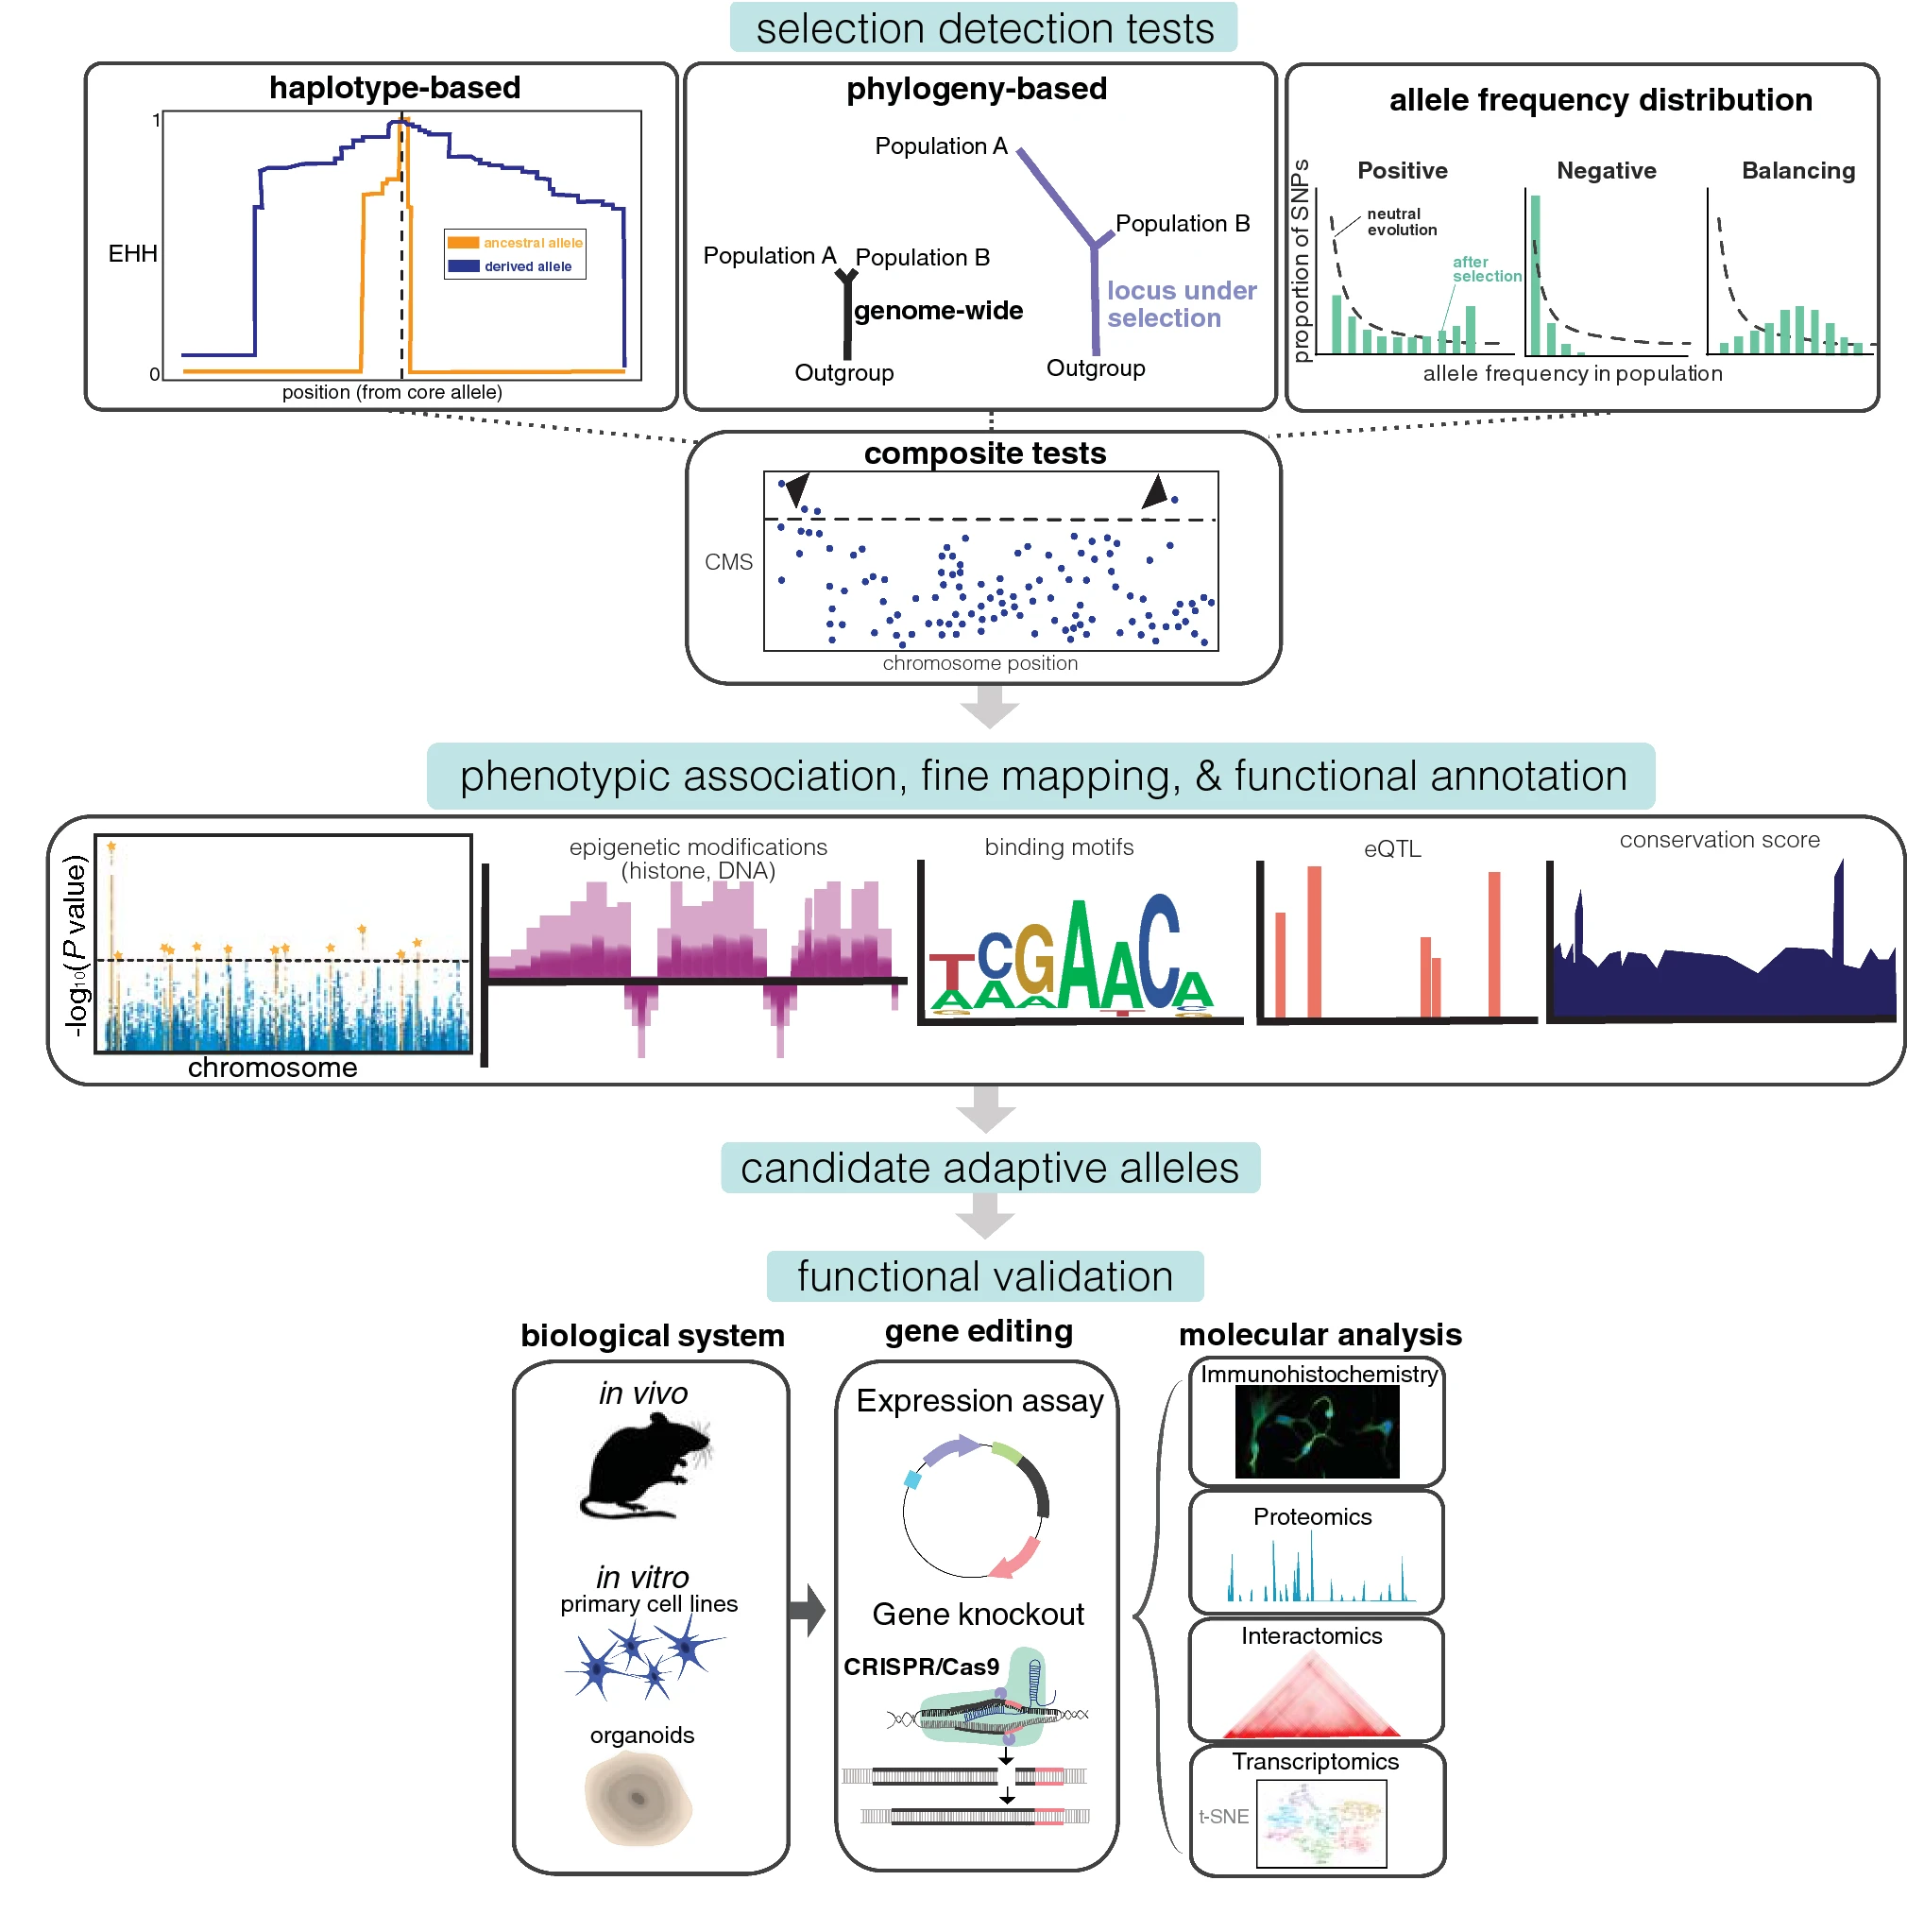 selection detection tests
haplotype-based
1
EHH
ancestral allele
derived allele
0
position (from core allele)
phylogeny-based
Population A
Population B
Population A
Population B
genome-wide
locus under
selection
Outgroup
Outgroup
allele frequency distribution
proportion of SNPs
Positive
Negative
Balancing
neutral
evolution
after
selection
allele frequency in population
composite tests
CMS
chromosome position
phenotypic association, fine mapping, & functional annotation
-log₁₀(P value)
chromosome
epigenetic modifications
(histone, DNA)
binding motifs
TCGAACA
AAA
eQTL
conservation score
candidate adaptive alleles
functional validation
biological system
in vivo
in vitro
primary cell lines
organoids
gene editing
Expression assay
Gene knockout
CRISPR/Cas9
molecular analysis
Immunohistochemistry
Proteomics
Interactomics
Transcriptomics
t-SNE